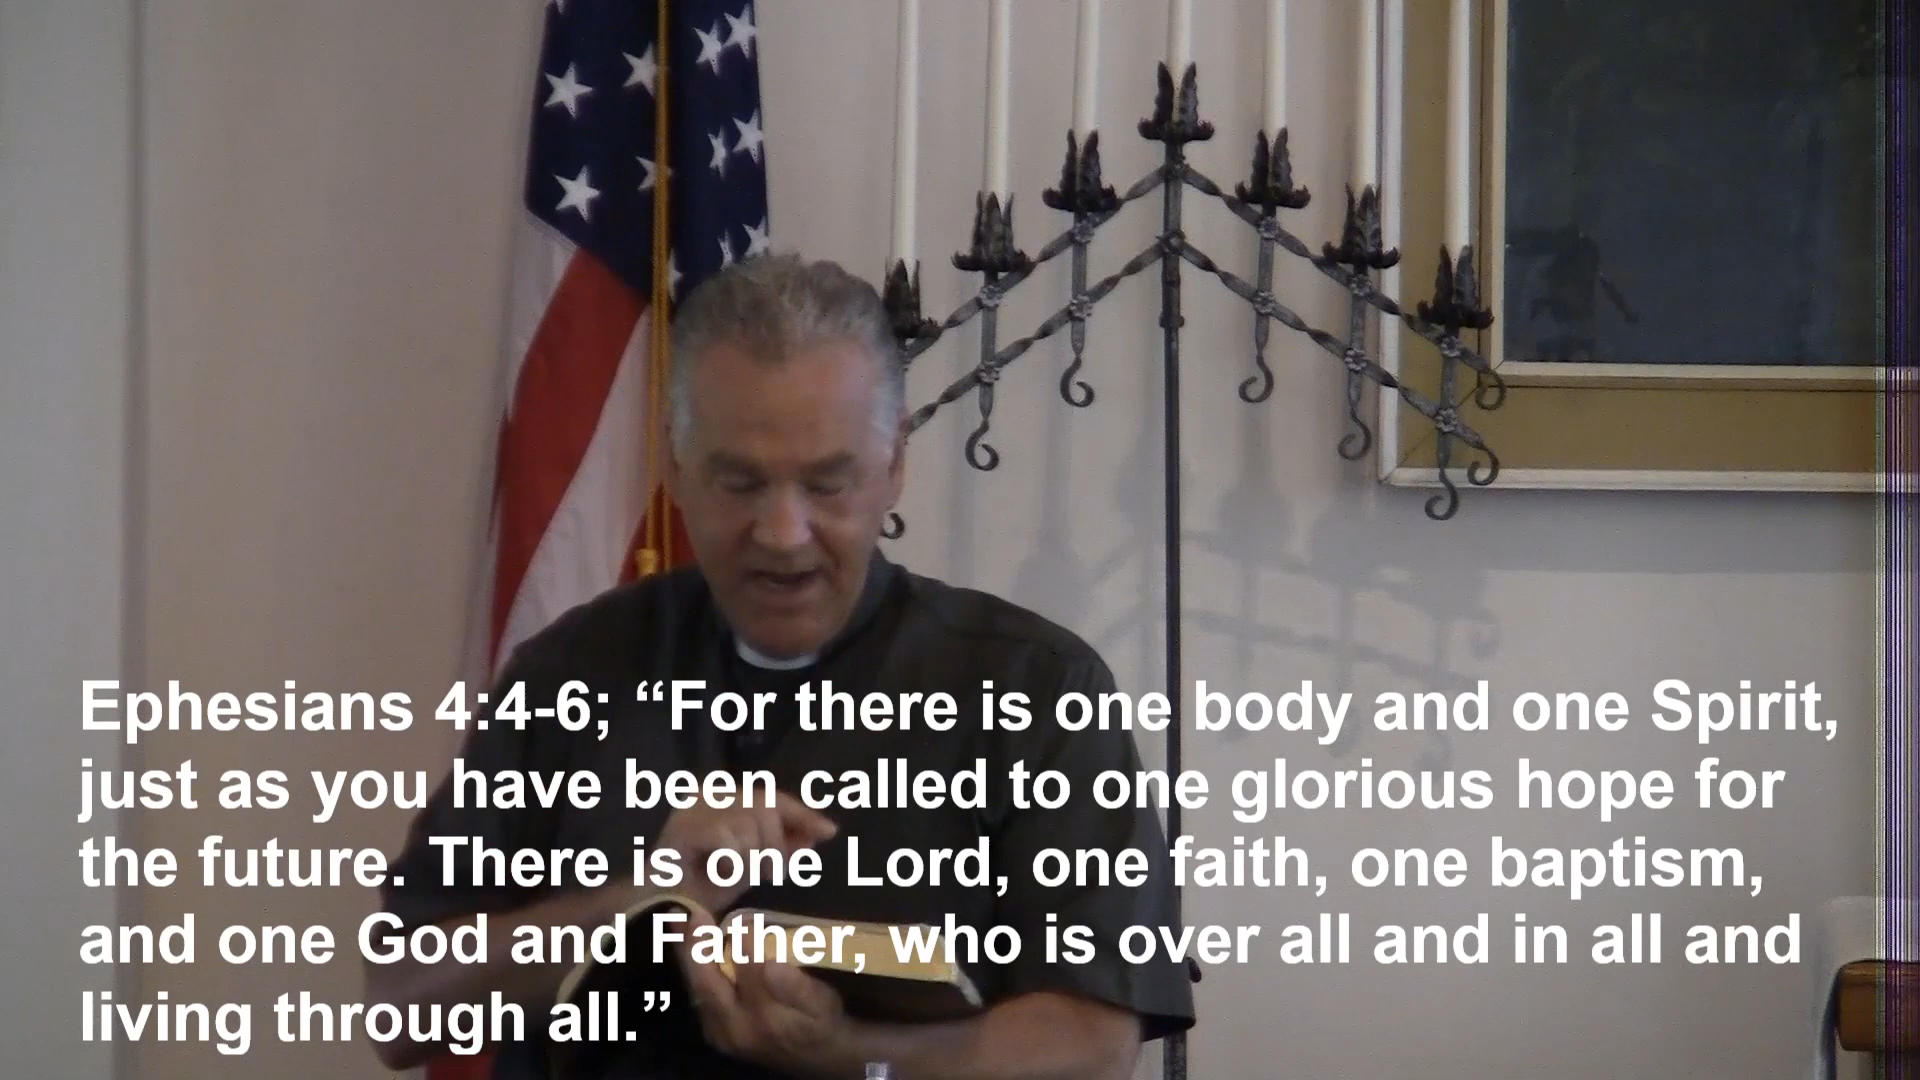 Ephesians 4:4-6; “For there is one body and one Spirit,
just as you have been called to one glorious hope for
the future. There is one Lord, one faith, one baptism,
and one God and Father, who is over all and in all and
living through all.”